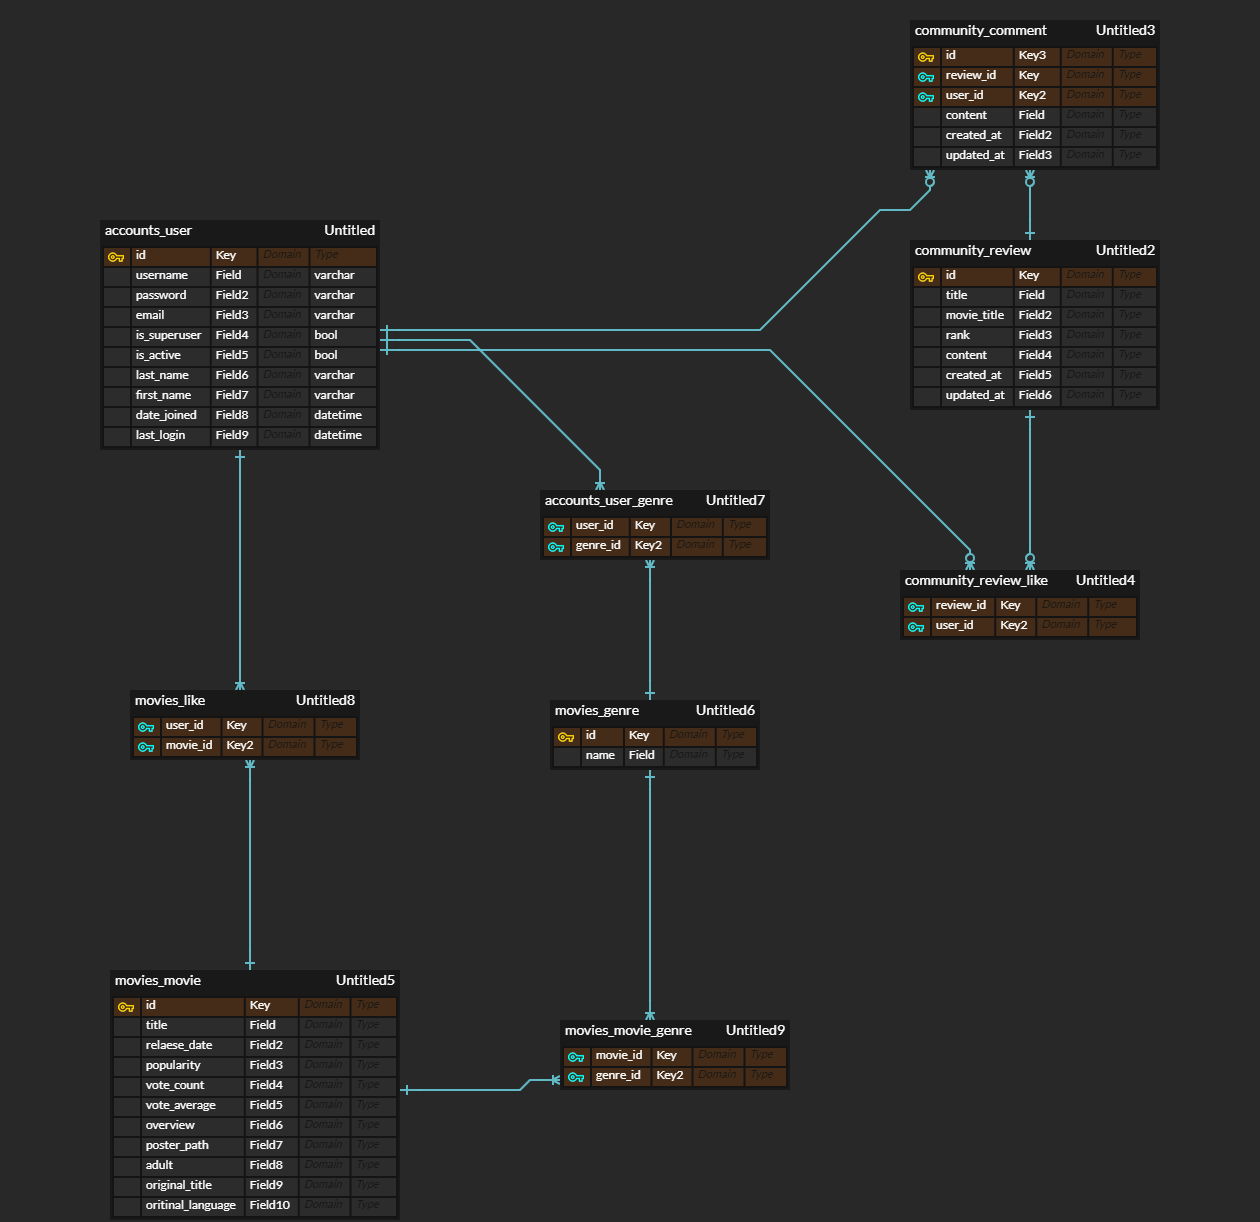 community_comment Untitled3
id Key3 Domain Type
review_id Key Domain Type
user_id Key2 Domain Type
content Field Domain Type
created_at Field2 Domain Type
updated_at Field3 Domain Type
accounts_user Untitled
id Key Domain Type
username Field Domain varchar
password Field2 Domain varchar
email Field3 Domain varchar
is_superuser Field4 Domain bool
is_active Field5 Domain bool
last_name Field6 Domain varchar
first_name Field7 Domain varchar
date_joined Field8 Domain datetime
last_login Field9 Domain datetime
community_review Untitled2
id Key Domain Type
title Field Domain Type
movie_title Field2 Domain Type
rank Field3 Domain Type
content Field4 Domain Type
created_at Field5 Domain Type
updated_at Field6 Domain Type
accounts_user_genre Untitled7
user_id Key Domain Type
genre_id Key2 Domain Type
community_review_like Untitled4
review_id Key Domain Type
user_id Key2 Domain Type
movies_like Untitled8
user_id Key Domain Type
movie_id Key2 Domain Type
movies_genre Untitled6
id Key Domain Type
name Field Domain Type
movies_movie Untitled5
id Key Domain Type
title Field Domain Type
relaese_date Field2 Domain Type
popularity Field3 Domain Type
vote_count Field4 Domain Type
vote_average Field5 Domain Type
overview Field6 Domain Type
poster_path Field7 Domain Type
adult Field8 Domain Type
original_title Field9 Domain Type
oritinal_language Field10 Domain Type
movies_movie_genre Untitled9
movie_id Key Domain Type
genre_id Key2 Domain Type